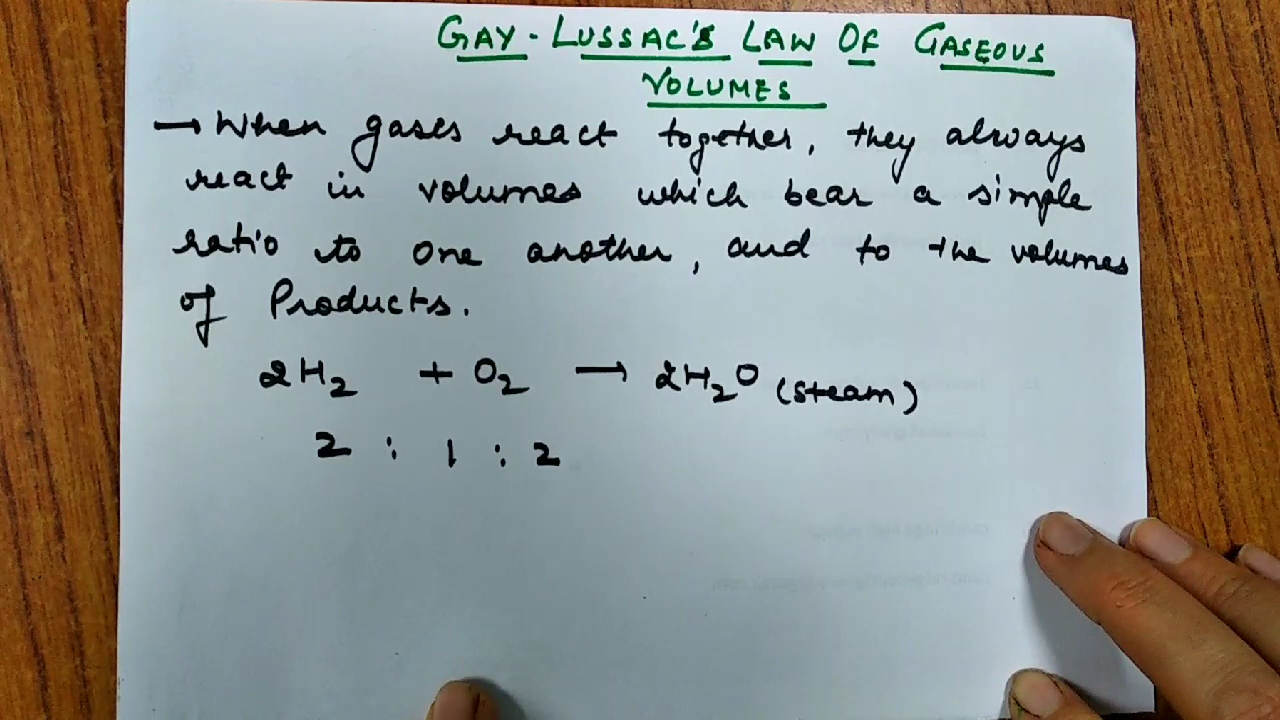 GAY-LUSSAC'S LAW OF GASEOUS
VOLUMES
→ When gases react together, they always
react in volumes which bear a simple
ratio to one another, and to the volumes
of Products.
2H₂ + O₂ → 2H₂O (steam)
2 : 1 : 2